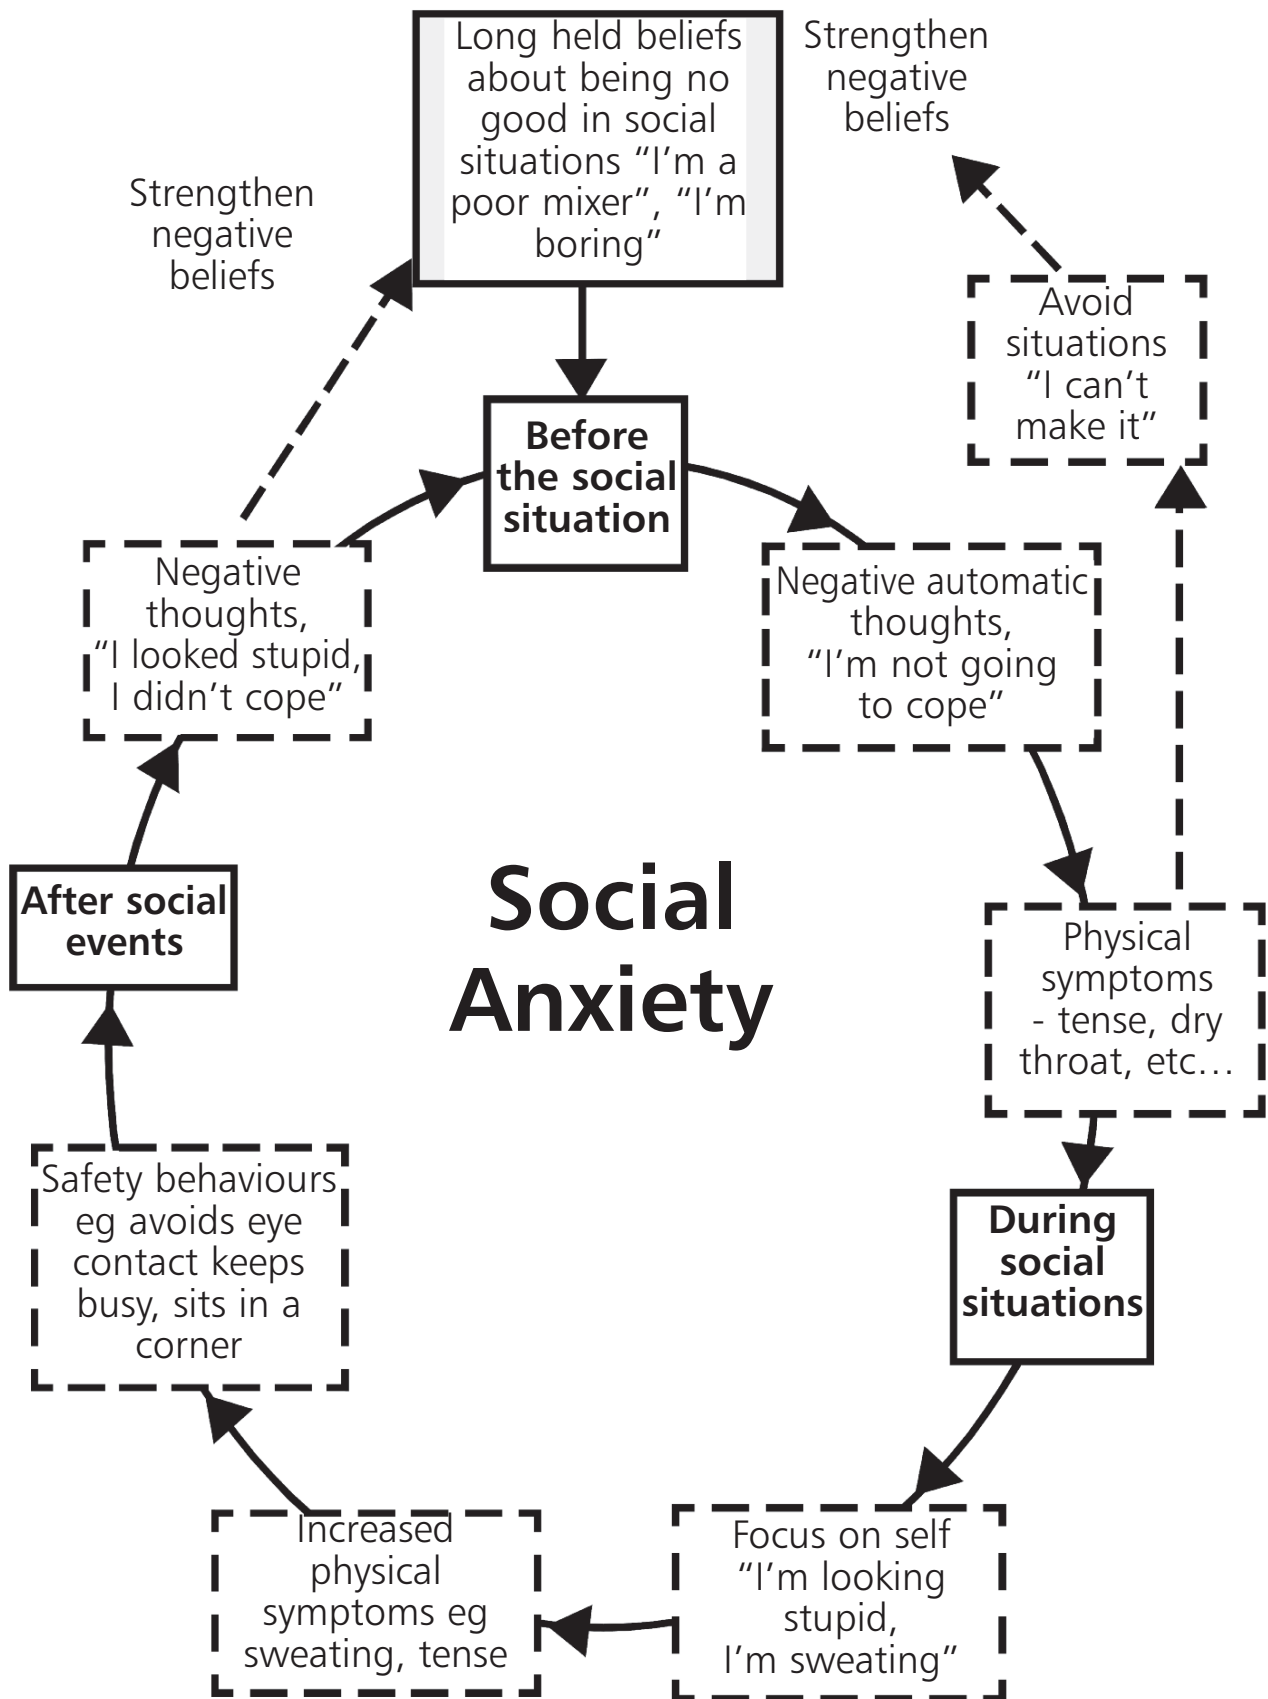 Long held beliefs
about being no
good in social
situations “I’m a
poor mixer”, “I’m
boring”
Strengthen
negative
beliefs
Strengthen
negative
beliefs
Avoid
situations
“I can’t
make it”
Before
the social
situation
Negative automatic
thoughts,
“I’m not going
to cope”
Physical
symptoms
- tense, dry
throat, etc…
During
social
situations
Focus on self
“I’m looking
stupid,
I’m sweating”
Increased
physical
symptoms eg
sweating, tense
Safety behaviours
eg avoids eye
contact keeps
busy, sits in a
corner
After social
events
Negative
thoughts,
“I looked stupid,
I didn’t cope”
Social
Anxiety